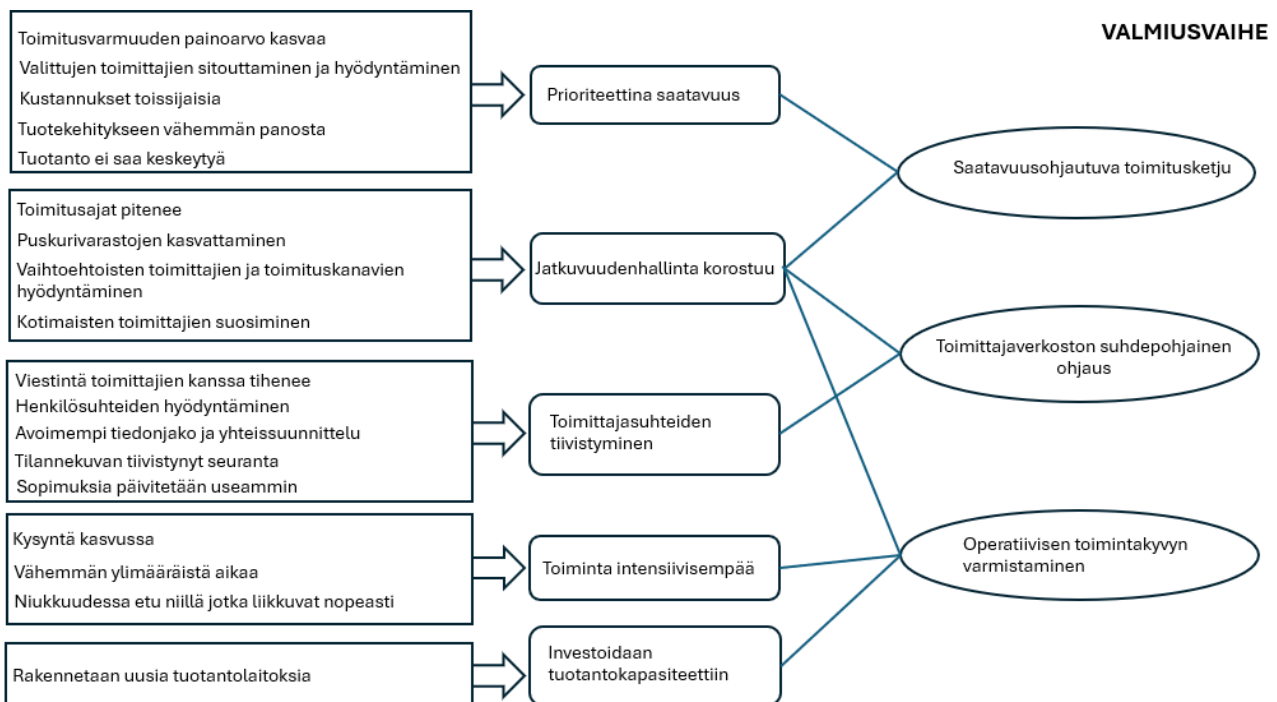 VALMIUSVAIHE
Toimitusvarmuuden painoarvo kasvaa
Valittujen toimittajien sitouttaminen ja hyödyntäminen
Kustannukset toissijaisia
Tuotekehitykseen vähemmän panosta
Tuotanto ei saa keskeytyä
Prioriteettina saatavuus
Saatavuusohjautuva toimitusketju
Toimitusajat pitenee
Puskurivarastojen kasvattaminen
Vaihtoehtoisten toimittajien ja toimituskanavien
hyödyntäminen
Kotimaisten toimittajien suosiminen
Jatkuvuudenhallinta korostuu
Toimittajaverkoston suhdepohjainen
ohjaus
Viestintä toimittajien kanssa tihenee
Henkilösuhteiden hyödyntäminen
Avoimempi tiedonjako ja yhteissuunnittelu
Tilannekuvan tiivistynyt seuranta
Sopimuksia päivitetään useammin
Toimittajasuhteiden
tiivistyminen
Kysyntä kasvussa
Vähemmän ylimääräistä aikaa
Niukkuudessa etu niillä jotka liikkuvat nopeasti
Toiminta intensiivisempää
Operatiivisen toimintakyvyn
varmistaminen
Rakennetaan uusia tuotantolaitoksia
Investoidaan
tuotantokapasiteettiin